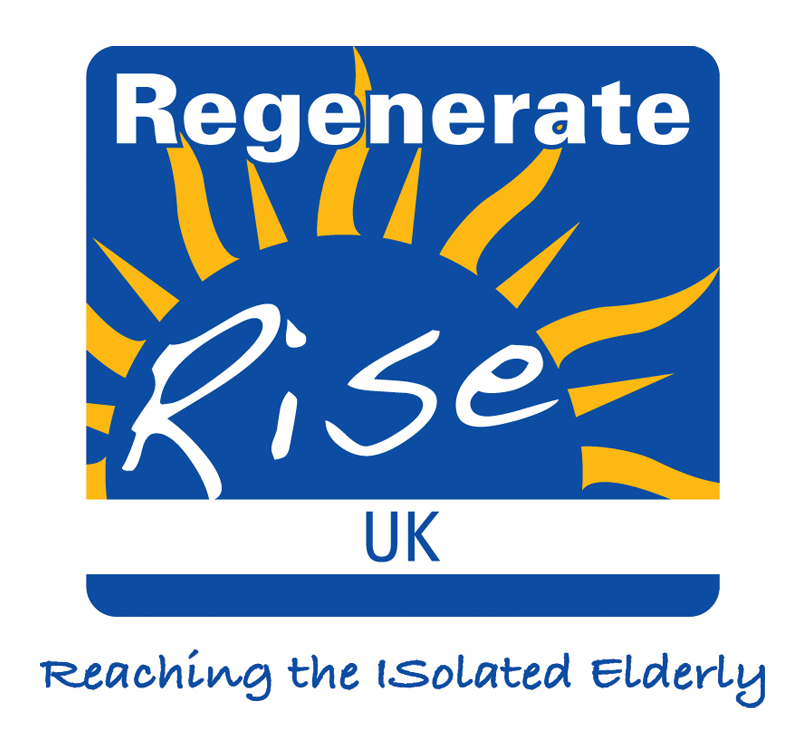 Regenerate
Rise
UK
Reaching the ISolated Elderly